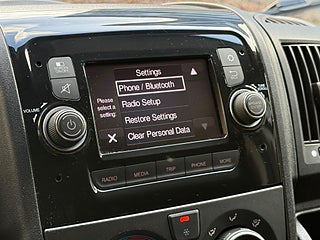 Settings
Phone / Bluetooth
Please
select a
setting:
Radio Setup
Restore Settings
Clear Personal Data
VOLUME
RADIO
MEDIA
TRIP
PHONE
MORE